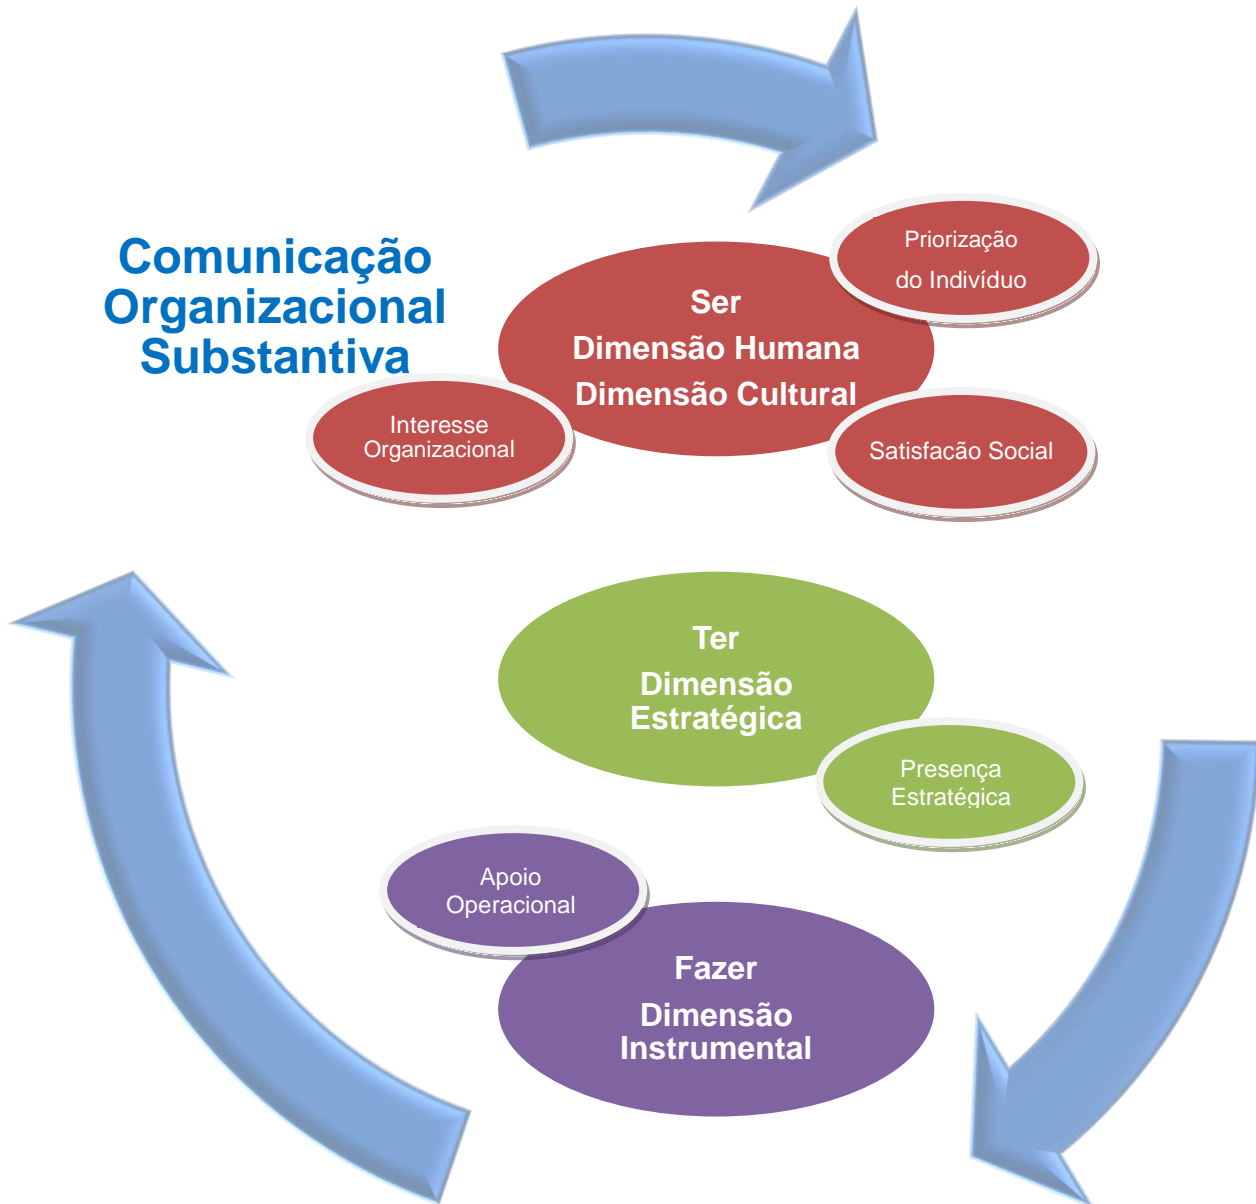 Comunicação
Organizacional
Substantiva
Priorização
do Indivíduo
Ser
Dimensão Humana
Dimensão Cultural
Interesse
Organizacional
Satisfacão Social
Ter
Dimensão
Estratégica
Presença
Estratégica
Apoio
Operacional
Fazer
Dimensão
Instrumental